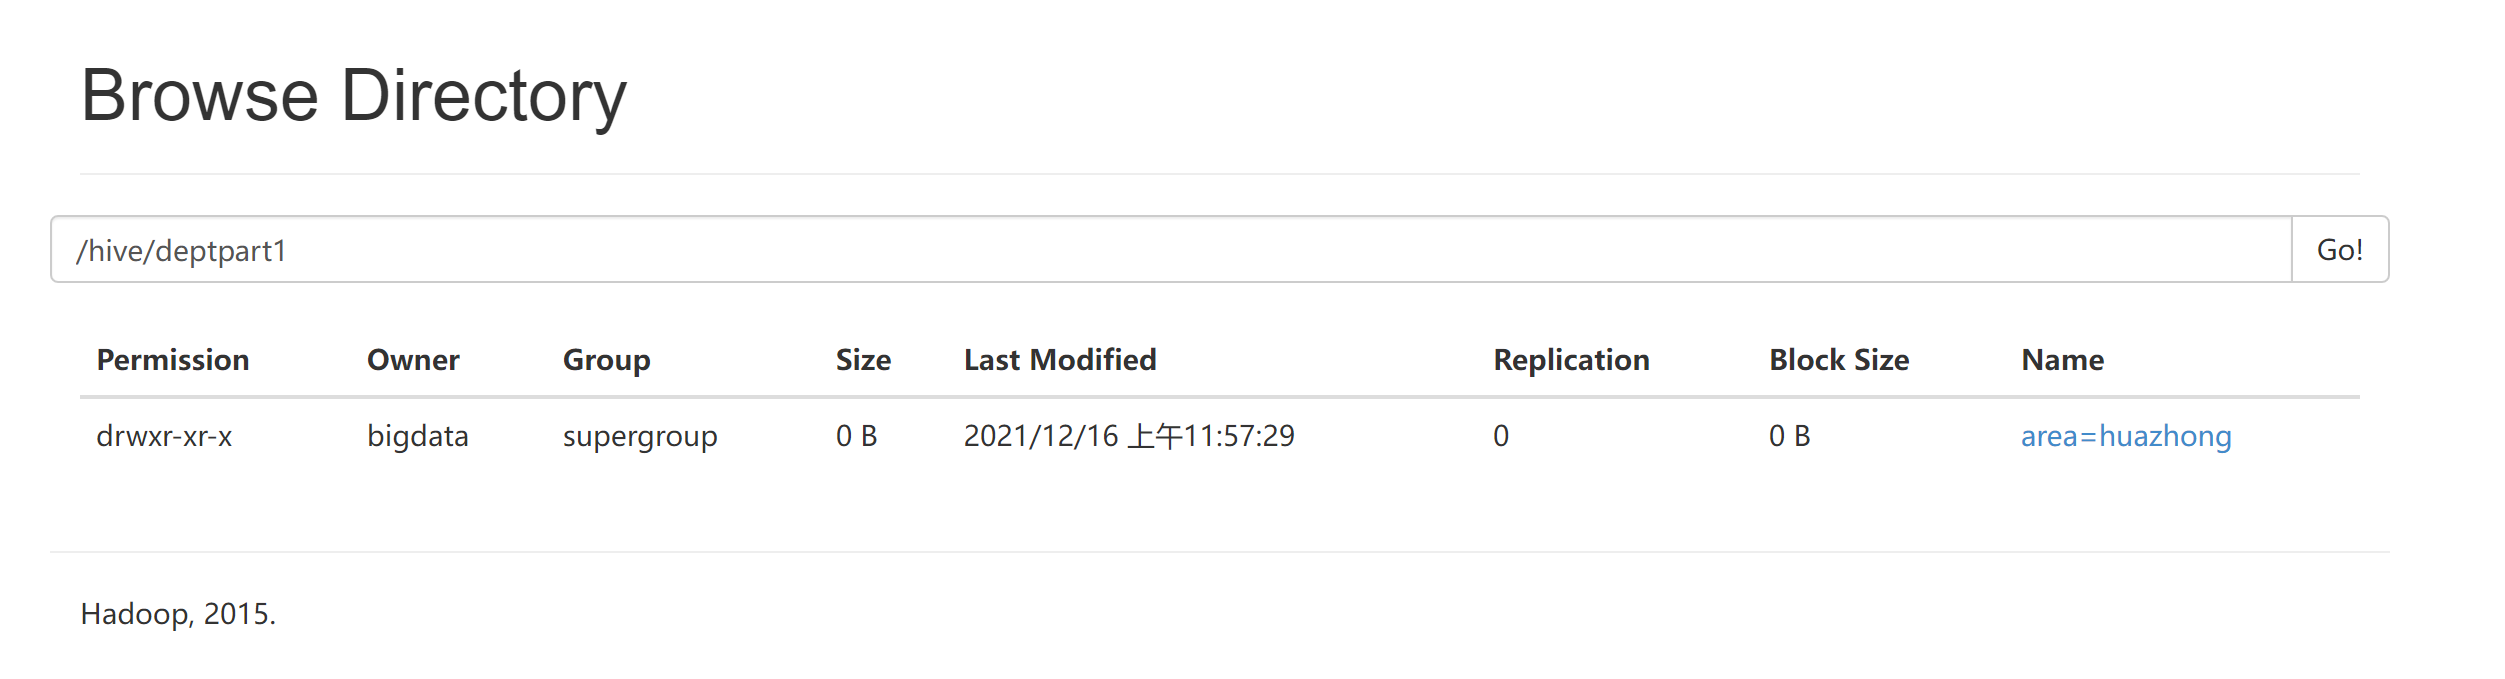 Browse Directory
/hive/deptpart1 Go!
Permission Owner Group Size Last Modified Replication Block Size Name
drwxr-xr-x bigdata supergroup 0 B 2021/12/16 上午11:57:29 0 0 B area=huazhong
Hadoop, 2015.